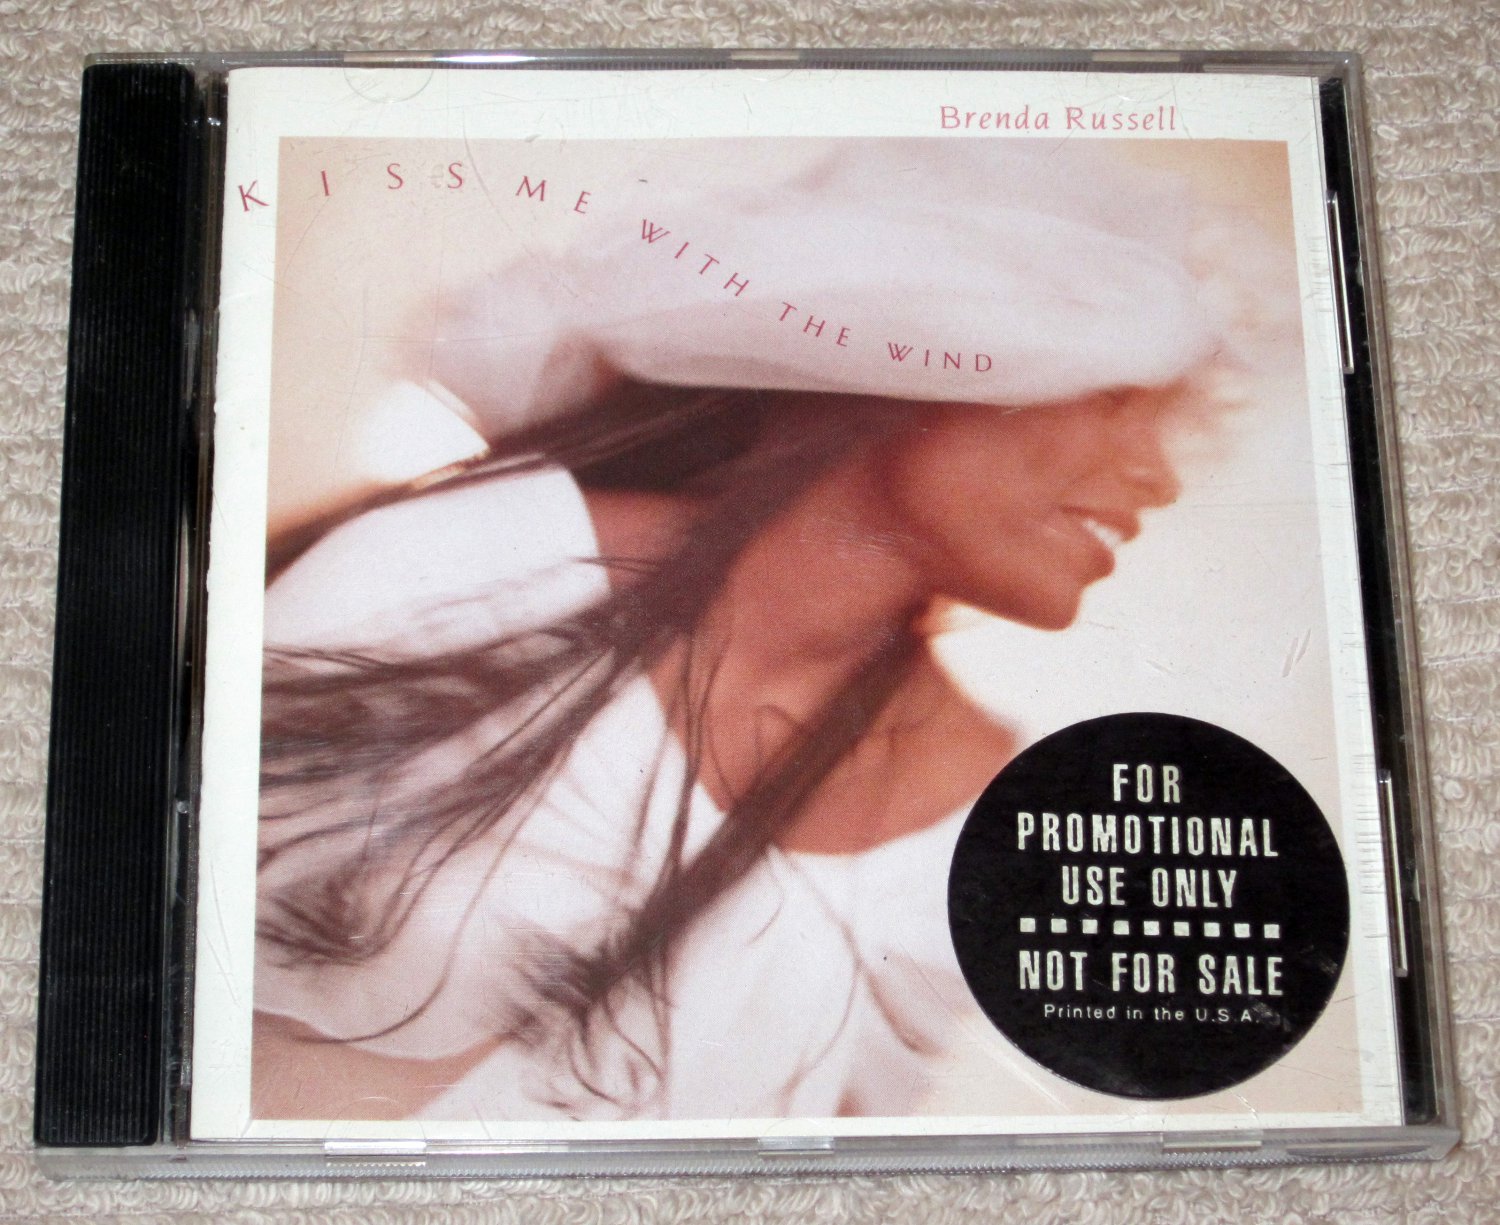 Brenda Russell
KISS ME WITH THE WIND
FOR
PROMOTIONAL
USE ONLY
NOT FOR SALE
Printed in the U.S.A.